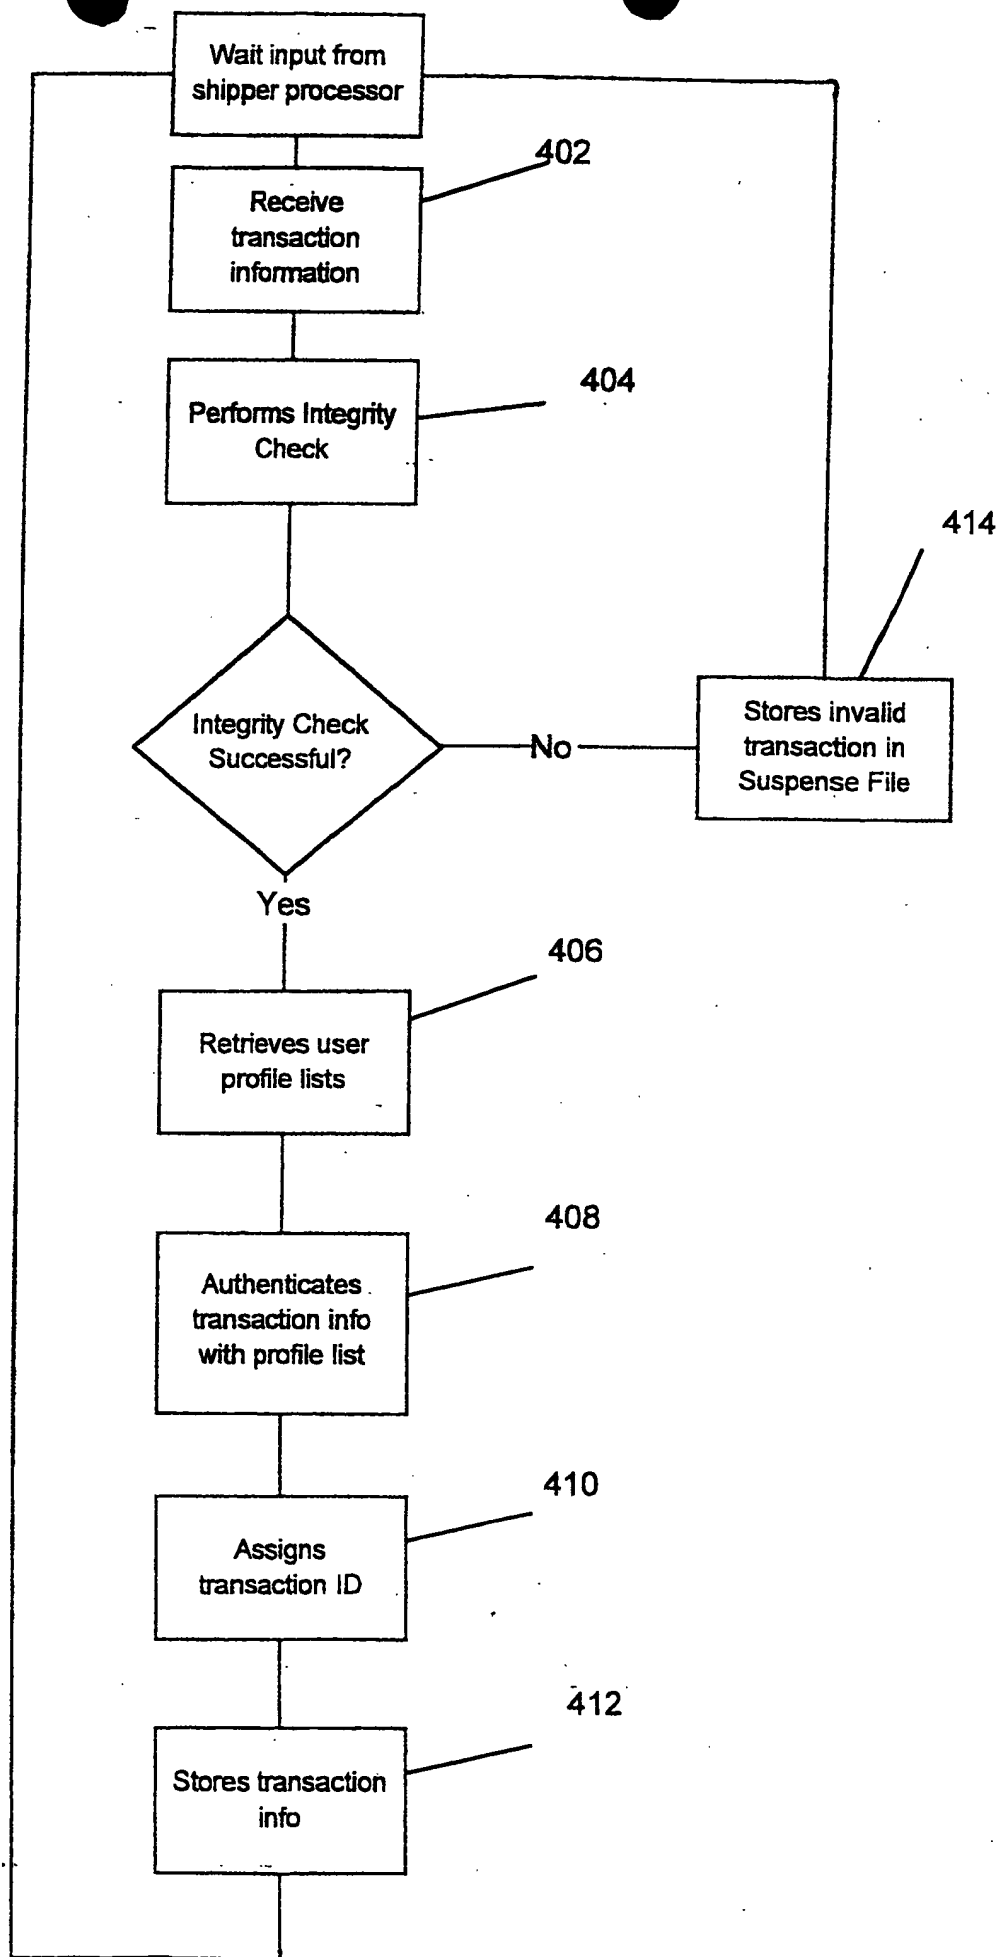 Wait input from
shipper processor
402
Receive
transaction
information
404
Performs Integrity
Check
414
Integrity Check
Successful?
No
Stores invalid
transaction in
Suspense File
Yes
406
Retrieves user
profile lists
408
Authenticates
transaction info
with profile list
410
Assigns
transaction ID
412
Stores transaction
info